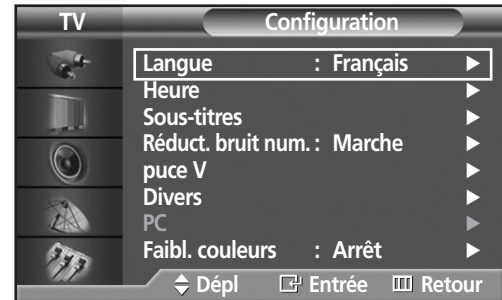 TV Configuration
Langue : Français
Heure
Sous-titres
Réduct. bruit num. : Marche
puce V
Divers
PC
Faibl. couleurs : Arrêt
Dépl Entrée Retour